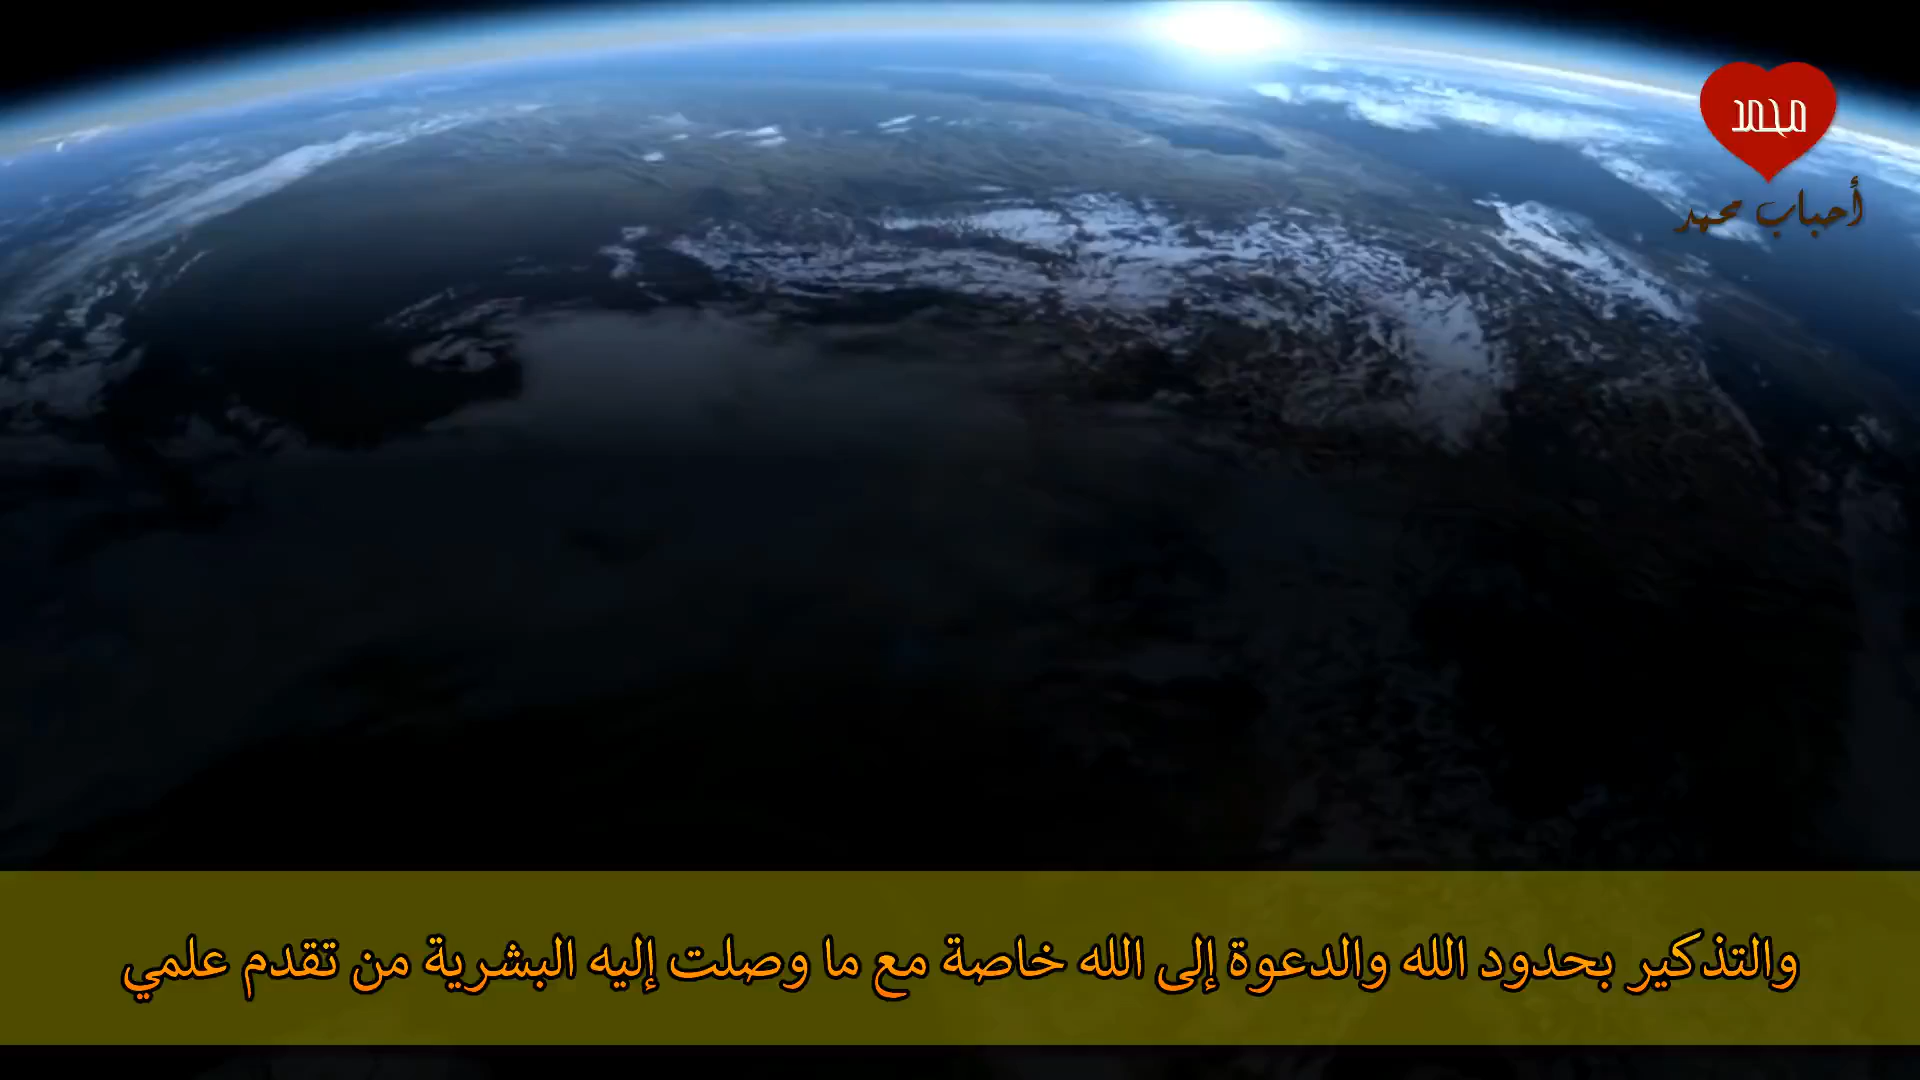 محمد
أحباب محمد
والتذكير بحدود الله والدعوة إلى الله خاصة مع ما وصلت إليه البشرية من تقدم علمي